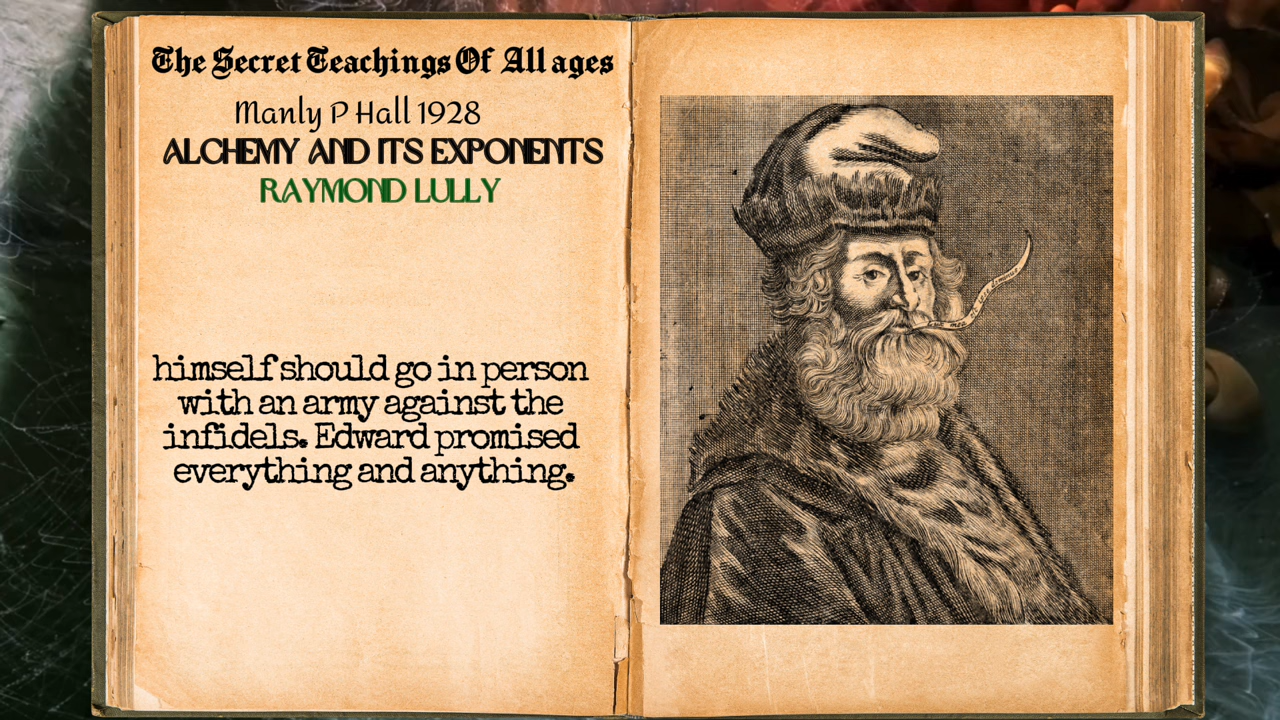 The Secret Teachings Of All ages
Manly P Hall 1928
ALCHEMY AND ITS EXPONENTS
RAYMOND LULLY
himself should go in person
with an army against the
infidels. Edward promised
everything and anything.